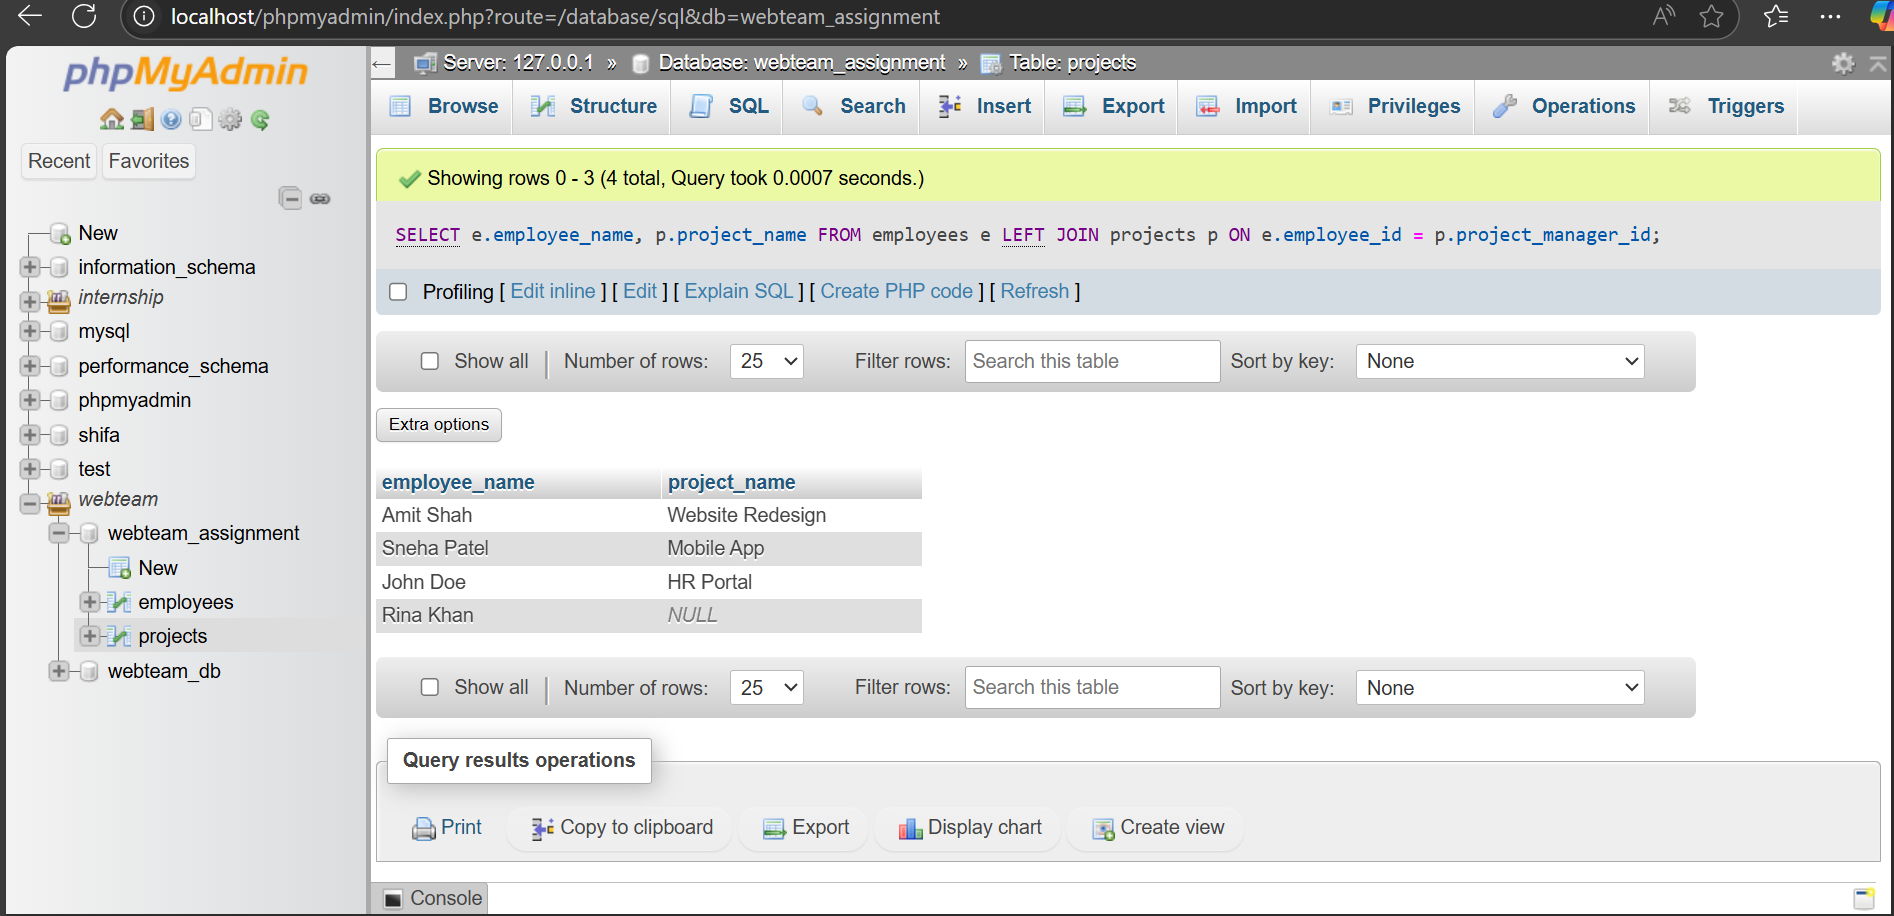 localhost/phpmyadmin/index.php?route=/database/sql&db=webteam_assignment
phpMyAdmin
Recent Favorites
New
information_schema
internship
mysql
performance_schema
phpmyadmin
shifa
test
webteam
webteam_assignment
New
employees
projects
webteam_db
Server: 127.0.0.1 » Database: webteam_assignment » Table: projects
Browse Structure SQL Search Insert Export Import Privileges Operations Triggers
Showing rows 0 - 3 (4 total, Query took 0.0007 seconds.)
SELECT e.employee_name, p.project_name FROM employees e LEFT JOIN projects p ON e.employee_id = p.project_manager_id;
Profiling [ Edit inline ] [ Edit ] [ Explain SQL ] [ Create PHP code ] [ Refresh ]
Show all | Number of rows: 25 Filter rows: Search this table Sort by key: None
Extra options
employee_name project_name
Amit Shah Website Redesign
Sneha Patel Mobile App
John Doe HR Portal
Rina Khan NULL
Show all | Number of rows: 25 Filter rows: Search this table Sort by key: None
Query results operations
Print Copy to clipboard Export Display chart Create view
Console